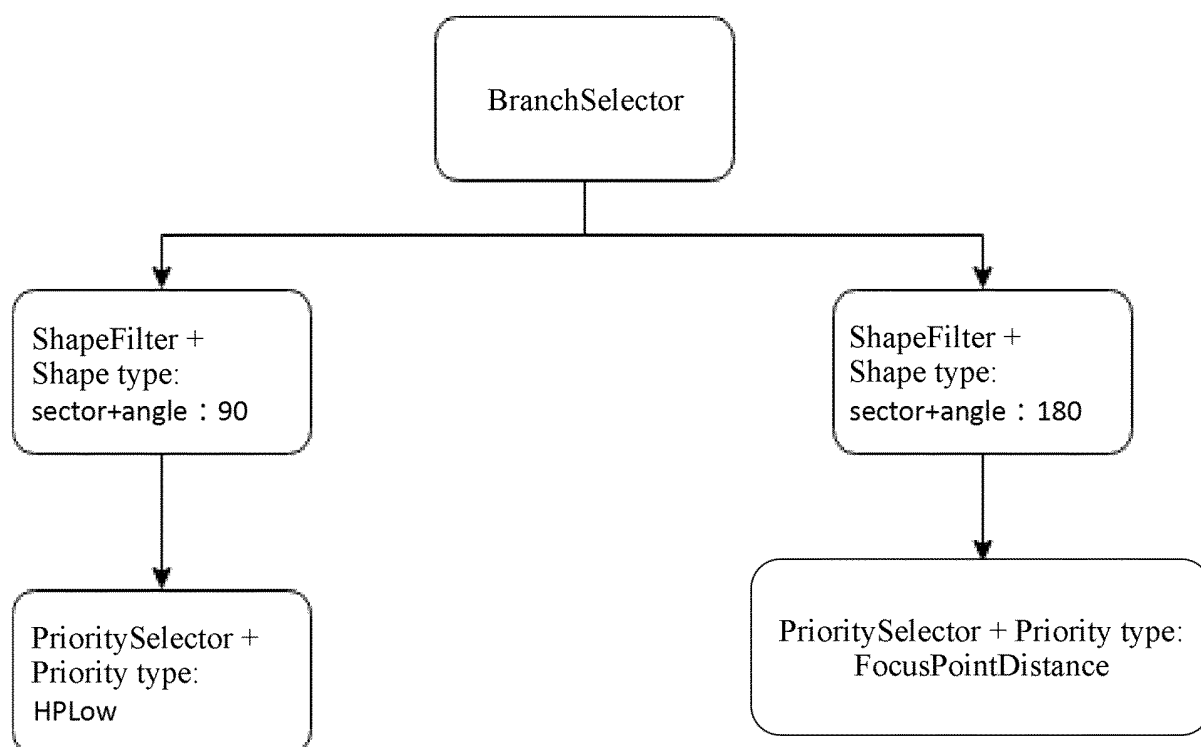 BranchSelector
ShapeFilter +
Shape type:
sector+angle：90
ShapeFilter +
Shape type:
sector+angle：180
PrioritySelector +
Priority type:
HPLow
PrioritySelector + Priority type:
FocusPointDistance